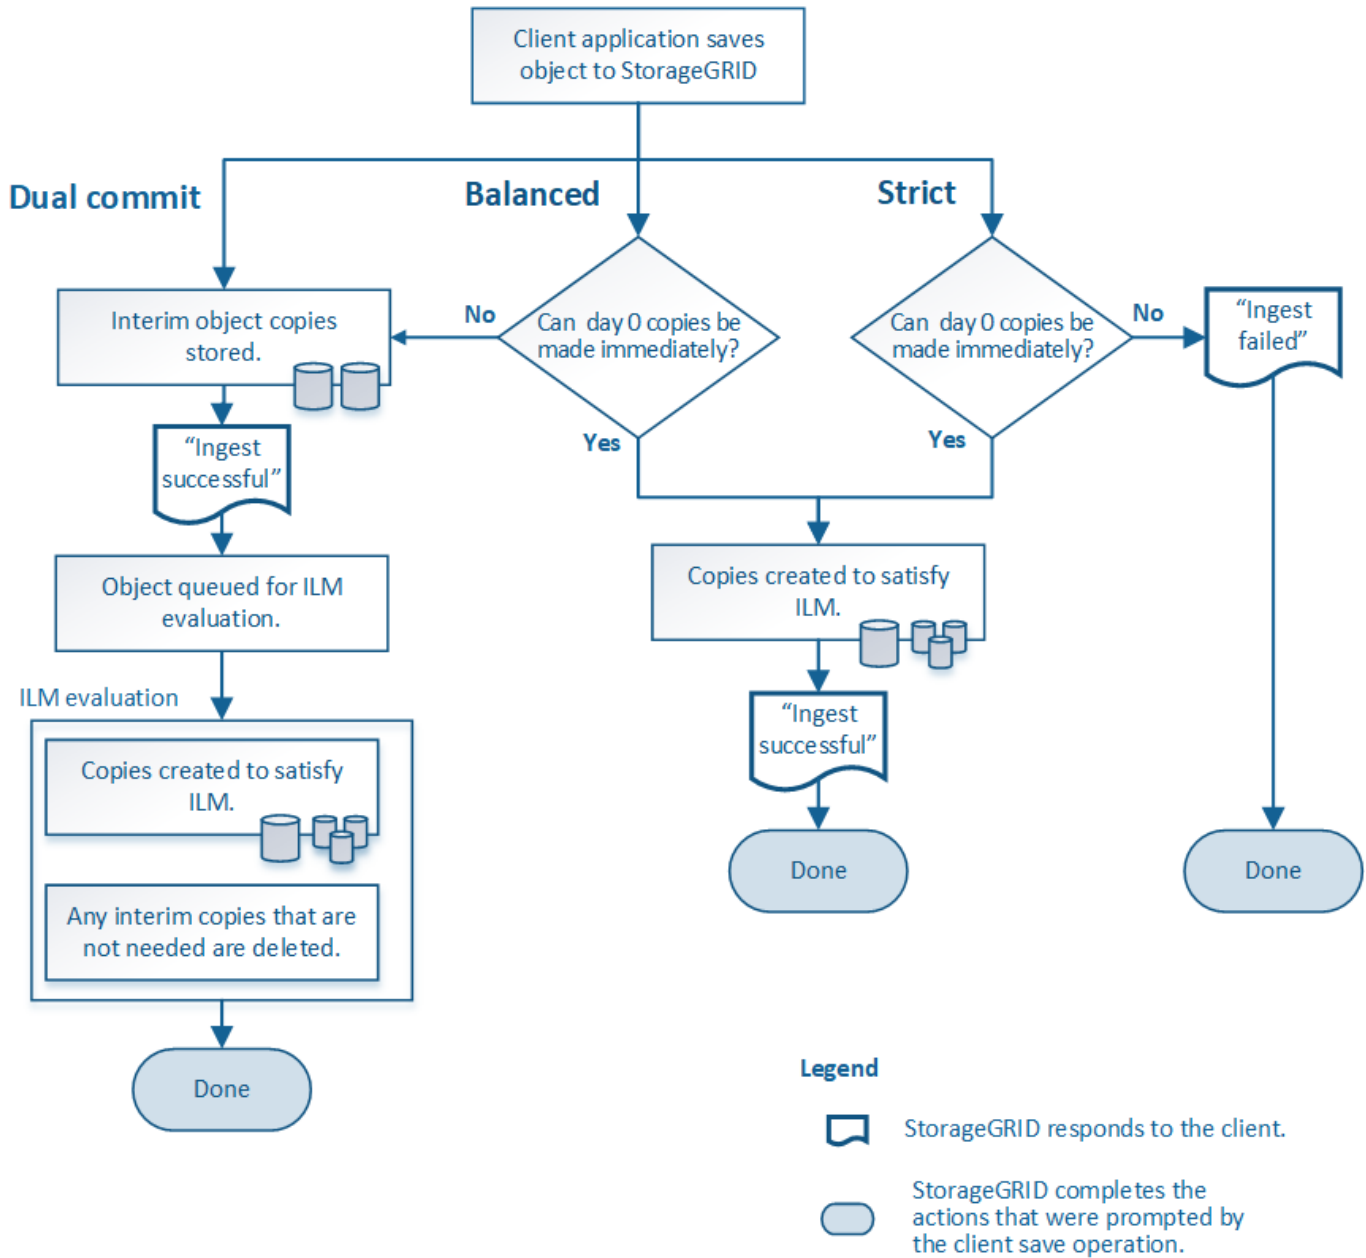 Client application saves
object to StorageGRID
Dual commit
Balanced
Strict
Interim object copies
stored.
No
Can day 0 copies be
made immediately?
Yes
Can day 0 copies be
made immediately?
No
Yes
“Ingest
failed”
“Ingest
successful”
Object queued for ILM
evaluation.
Copies created to satisfy
ILM.
ILM evaluation
“Ingest
successful”
Copies created to satisfy
ILM.
Any interim copies that are
not needed are deleted.
Done
Done
Done
Legend
StorageGRID responds to the client.
StorageGRID completes the
actions that were prompted by
the client save operation.